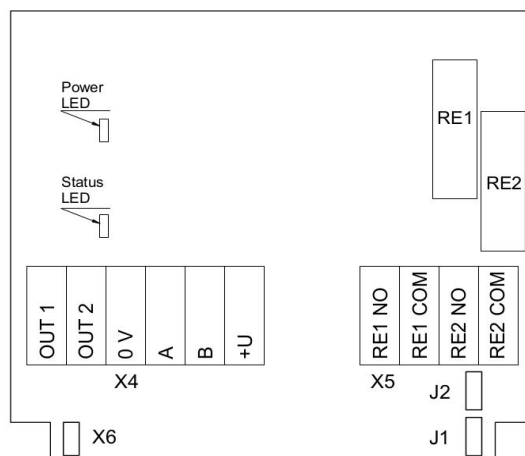 Power
LED
RE1
RE2
Status
LED
OUT 1
OUT 2
0 V
A
B
+U
RE1 NO
RE1 COM
RE2 NO
RE2 COM
X4
X5
J2
X6
J1